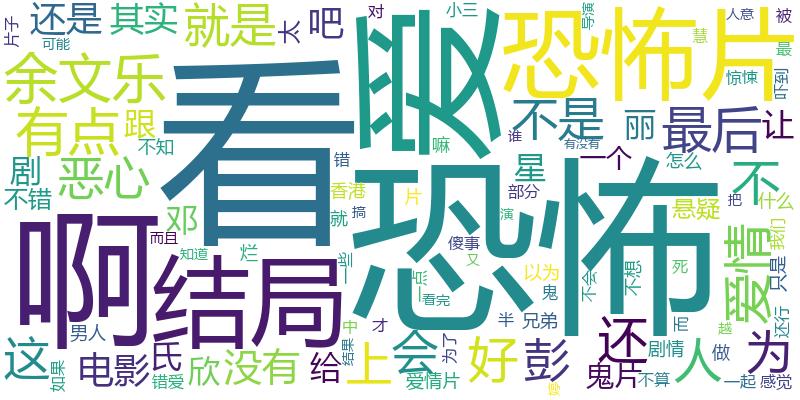 片子
还是
其实
就是
太
吧
对
小三
恐怖片
导演
人意
被
可能
慧
最
余文乐
看
爱
惊悚
吓到
有点
跟
不知
嘛
不是
丽
最后
让
谁
有没有
剧
恶心
错
星
一个
怎么
不
不错
邓
香港
片
部分
恐怖
悬疑
把
什么
就
搞
演
啊
而且
知道
烂
一些
结局
一点
傻事
又
以为
鬼
不会
不想
死
爱情
我们
只是
看完
男人
中
才
半
兄弟
还
而
越
还行
这
如果
电影
氏
错爱
欣
没有
给
结果
上
会
为了
爱情片
好
彭
鬼片
剧情
不算
人
做
为
一起
感觉